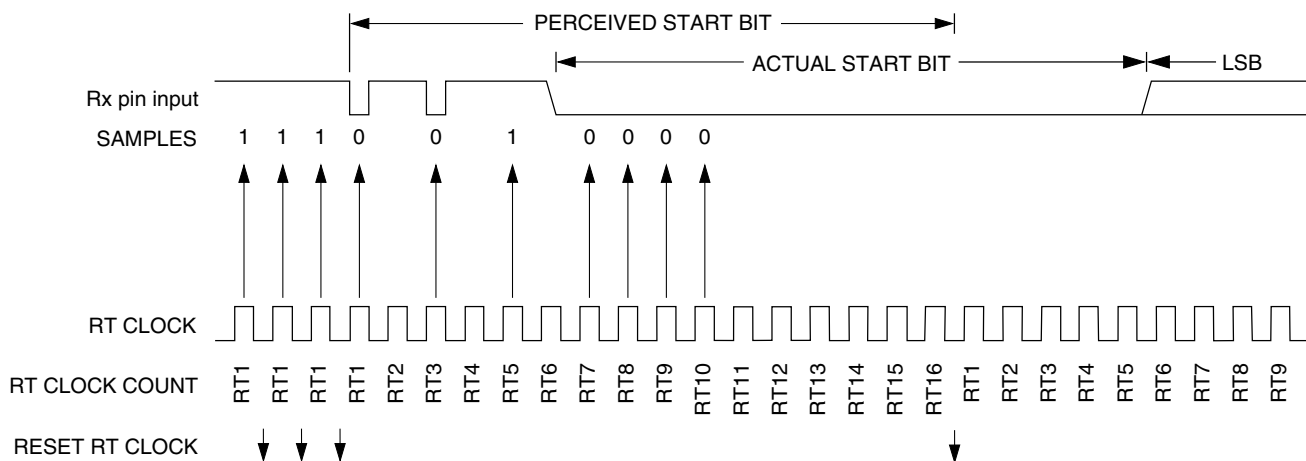 PERCEIVED START BIT
ACTUAL START BIT
LSB
Rx pin input
SAMPLES
1 1 1 0 0 1 0 0 0 0
RT CLOCK
RT CLOCK COUNT
RT1 RT1 RT1 RT1 RT2 RT3 RT4 RT5 RT6 RT7 RT8 RT9 RT10 RT11 RT12 RT13 RT14 RT15 RT16 RT1 RT2 RT3 RT4 RT5 RT6 RT7 RT8 RT9
RESET RT CLOCK